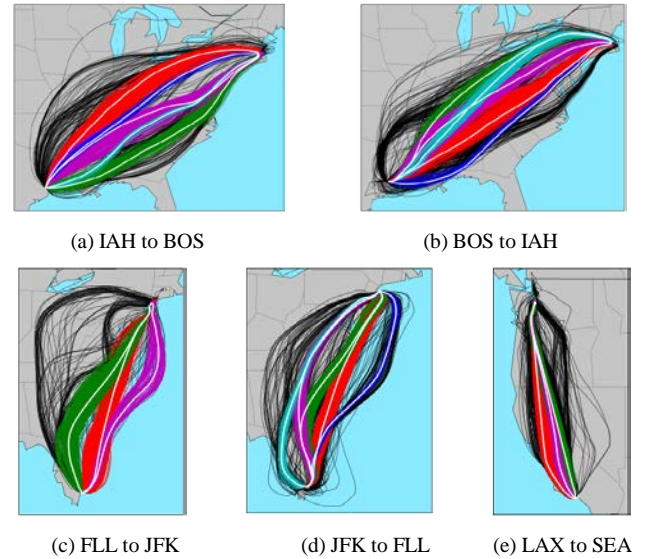 (a) IAH to BOS
(b) BOS to IAH
(c) FLL to JFK
(d) JFK to FLL
(e) LAX to SEA